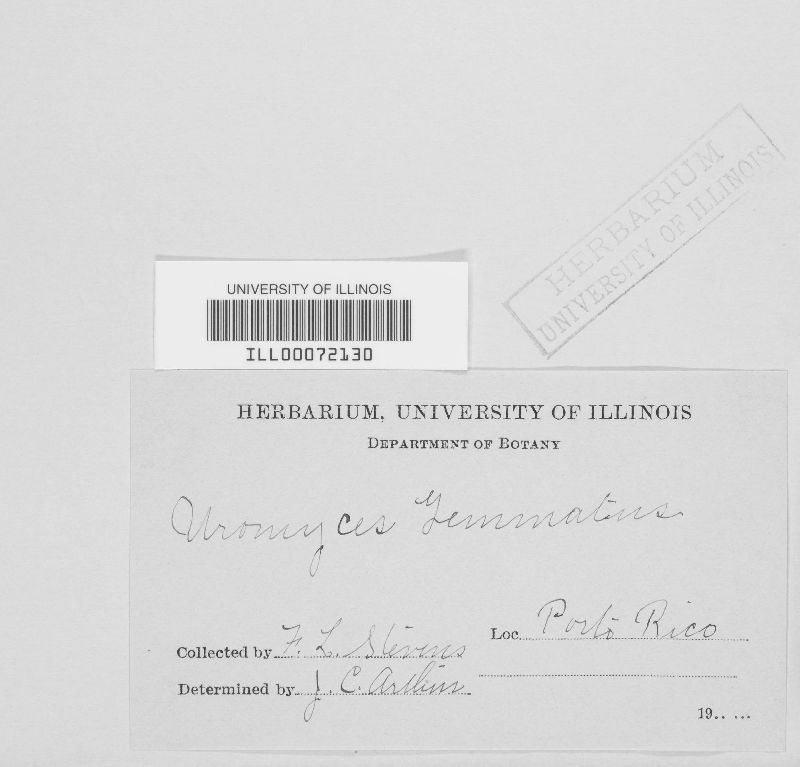 HERBARIUM
UNIVERSITY OF ILLINOIS
UNIVERSITY OF ILLINOIS
ILL00072130
HERBARIUM, UNIVERSITY OF ILLINOIS
DEPARTMENT OF BOTANY
Uromyces Gemmatus
Loc. Porto Rico
Collected by F. L. Stevens
Determined by J. C. Arthur
19.. ...